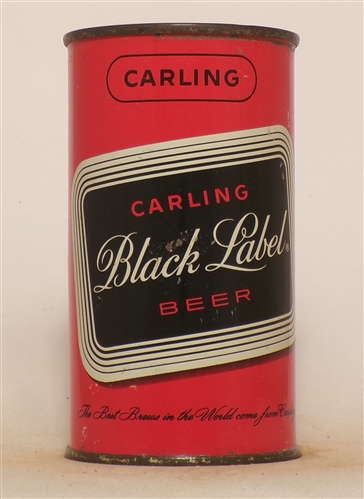 CARLING
CARLING
Black Label®
BEER
The Best Brews in the World come from